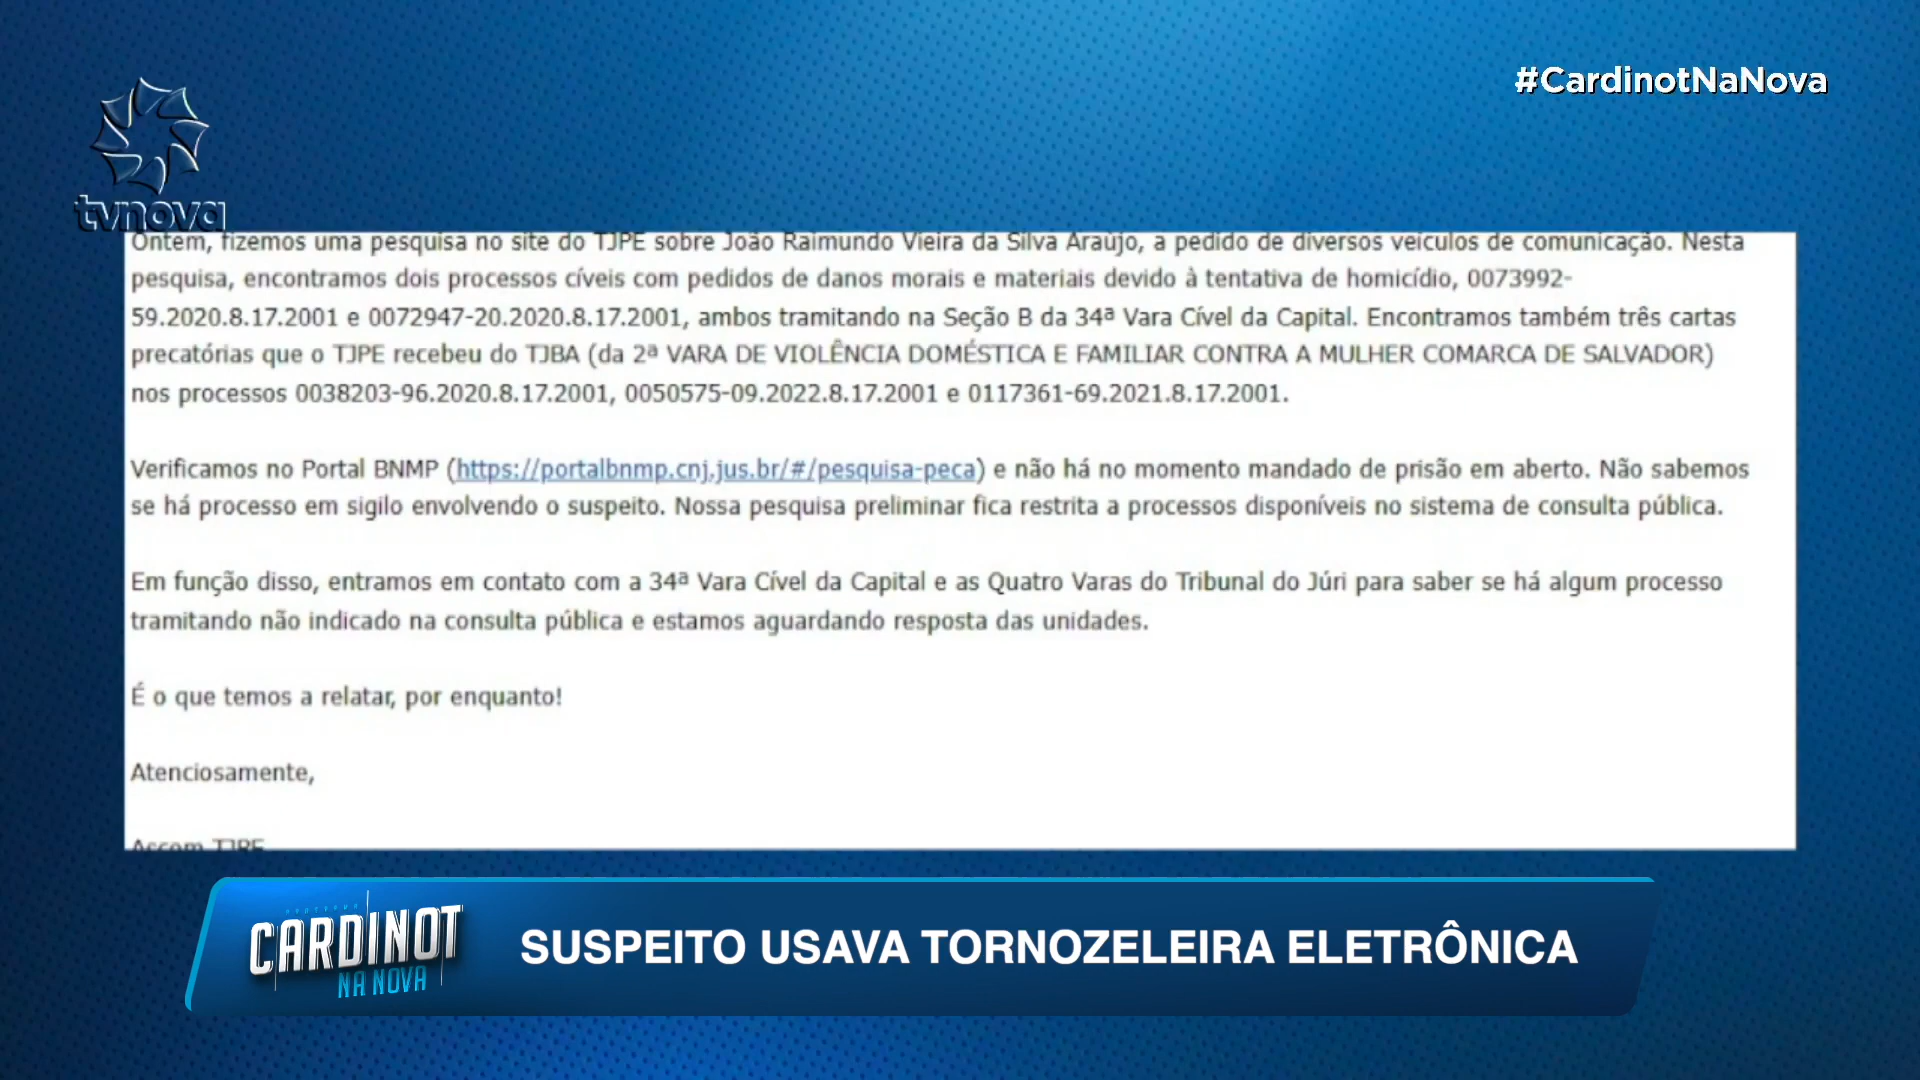 #CardinotNaNova
tvnova
Ontem, fizemos uma pesquisa no site do TJPE sobre João Raimundo Vieira da Silva Araújo, a pedido de diversos veículos de comunicação. Nesta
pesquisa, encontramos dois processos cíveis com pedidos de danos morais e materiais devido à tentativa de homicídio, 0073992-
59.2020.8.17.2001 e 0072947-20.2020.8.17.2001, ambos tramitando na Seção B da 34ª Vara Cível da Capital. Encontramos também três cartas
precatórias que o TJPE recebeu do TJBA (da 2ª VARA DE VIOLÊNCIA DOMÉSTICA E FAMILIAR CONTRA A MULHER COMARCA DE SALVADOR)
nos processos 0038203-96.2020.8.17.2001, 0050575-09.2022.8.17.2001 e 0117361-69.2021.8.17.2001.
Verificamos no Portal BNMP (https://portalbnmp.cnj.jus.br/#/pesquisa-peca) e não há no momento mandado de prisão em aberto. Não sabemos
se há processo em sigilo envolvendo o suspeito. Nossa pesquisa preliminar fica restrita a processos disponíveis no sistema de consulta pública.
Em função disso, entramos em contato com a 34ª Vara Cível da Capital e as Quatro Varas do Tribunal do Júri para saber se há algum processo
tramitando não indicado na consulta pública e estamos aguardando resposta das unidades.
É o que temos a relatar, por enquanto!
Atenciosamente,
Ascom TJPE
CARDINOT
NA NOVA
SUSPEITO USAVA TORNOZELEIRA ELETRÔNICA